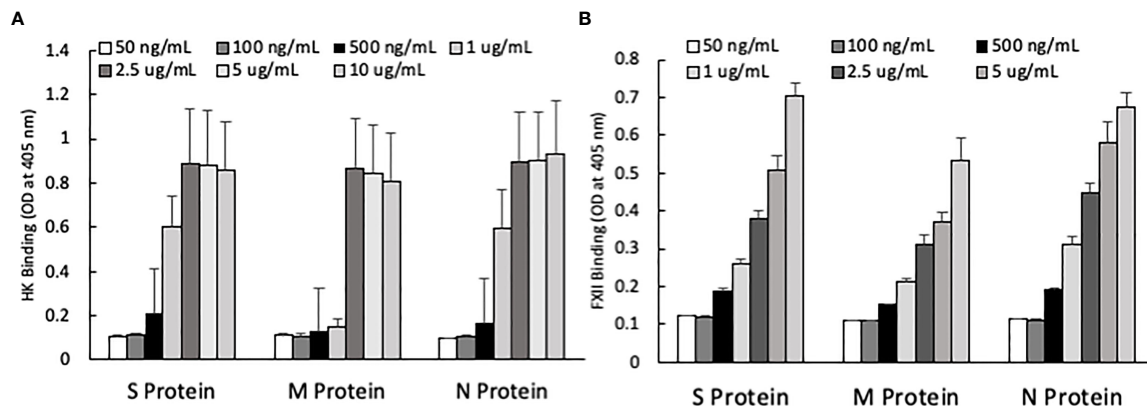 A
HK Binding (OD at 405 nm)
50 ng/mL 100 ng/mL 500 ng/mL 1 ug/mL
2.5 ug/mL 5 ug/mL 10 ug/mL
1.4
1.2
1
0.8
0.6
0.4
0.2
0
S Protein M Protein N Protein
B
FXII Binding (OD at 405 nm)
50 ng/mL 100 ng/mL 500 ng/mL
1 ug/mL 2.5 ug/mL 5 ug/mL
0.8
0.7
0.6
0.5
0.4
0.3
0.2
0.1
0
S Protein M Protein N Protein